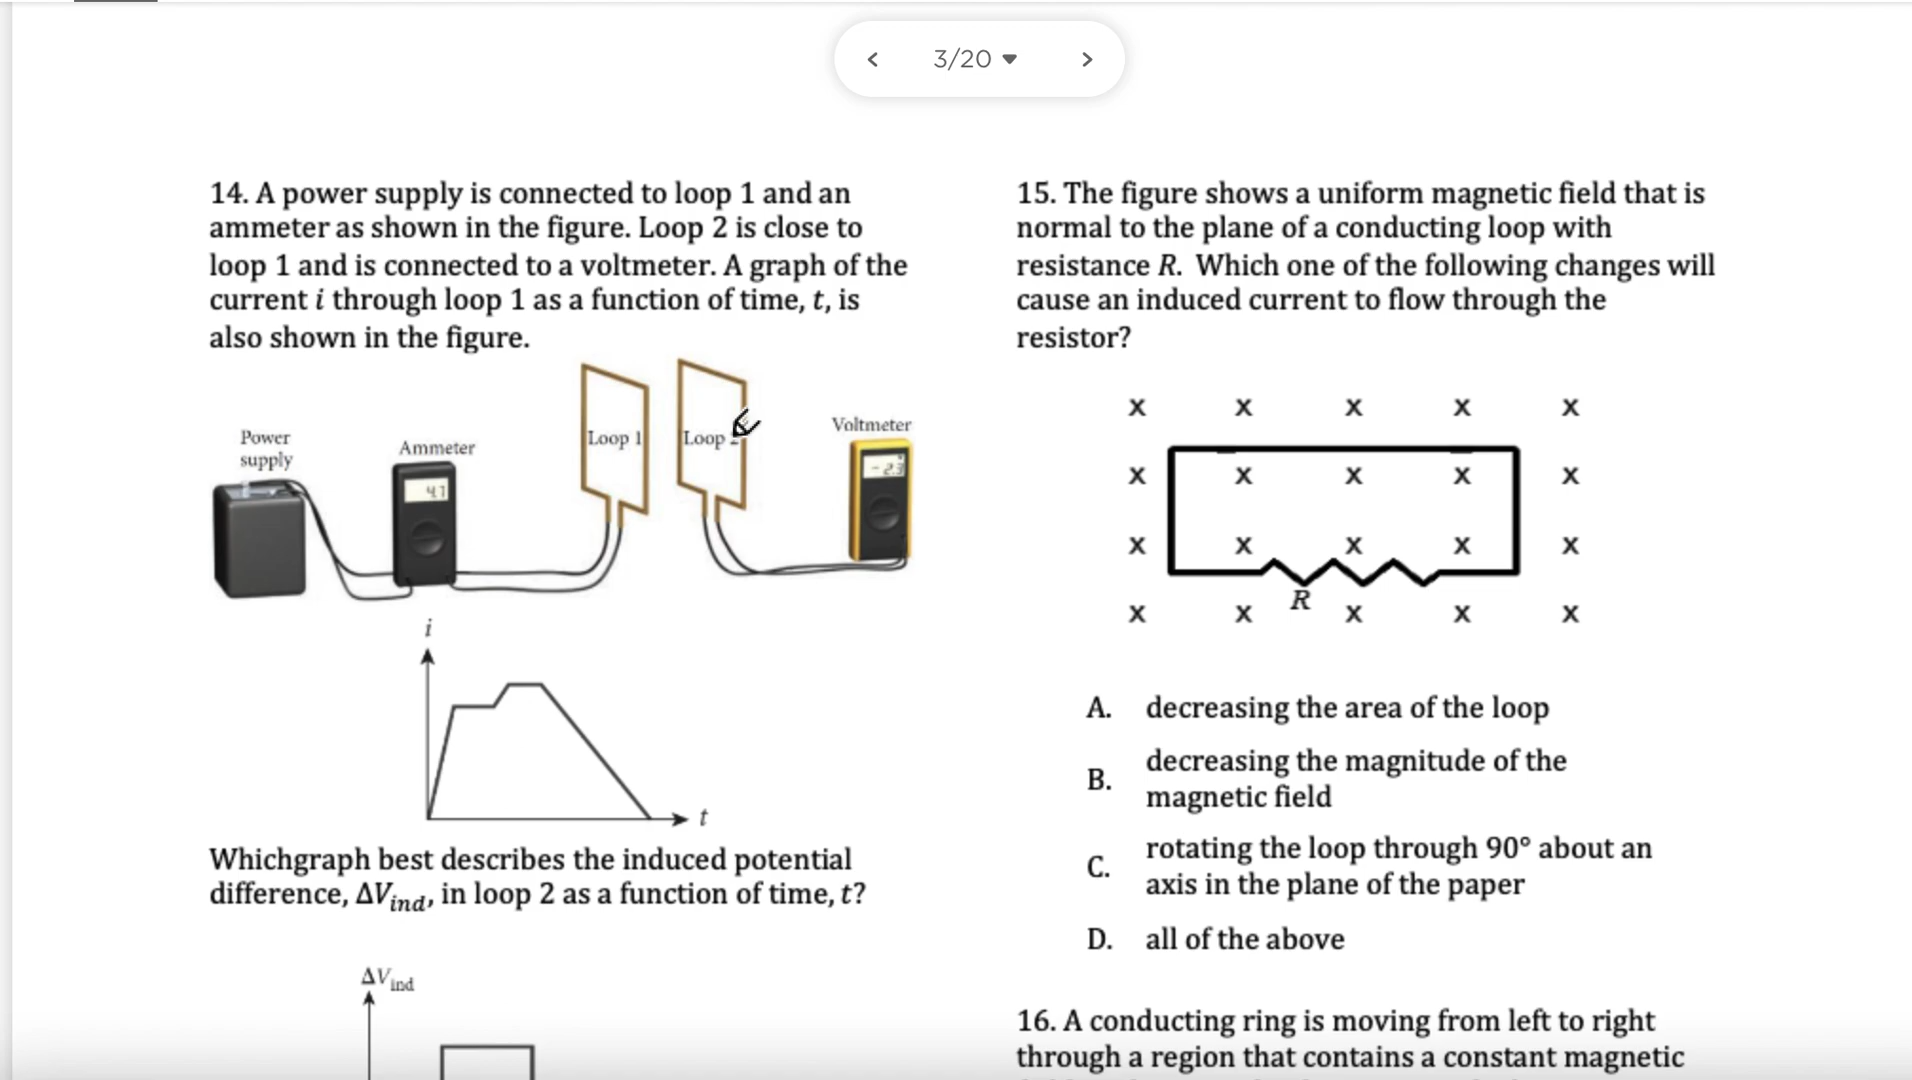 3/20
14. A power supply is connected to loop 1 and an
ammeter as shown in the figure. Loop 2 is close to
loop 1 and is connected to a voltmeter. A graph of the
current i through loop 1 as a function of time, t, is
also shown in the figure.
Power
supply
Ammeter
47
Loop 1
Loop
Voltmeter
-2.3
i
t
Whichgraph best describes the induced potential
difference, ΔVind, in loop 2 as a function of time, t?
ΔVind
15. The figure shows a uniform magnetic field that is
normal to the plane of a conducting loop with
resistance R. Which one of the following changes will
cause an induced current to flow through the
resistor?
x x x x x
x x x x x
x x x x x
R
x x x x x
A. decreasing the area of the loop
B. decreasing the magnitude of the
magnetic field
C. rotating the loop through 90° about an
axis in the plane of the paper
D. all of the above
16. A conducting ring is moving from left to right
through a region that contains a constant magnetic